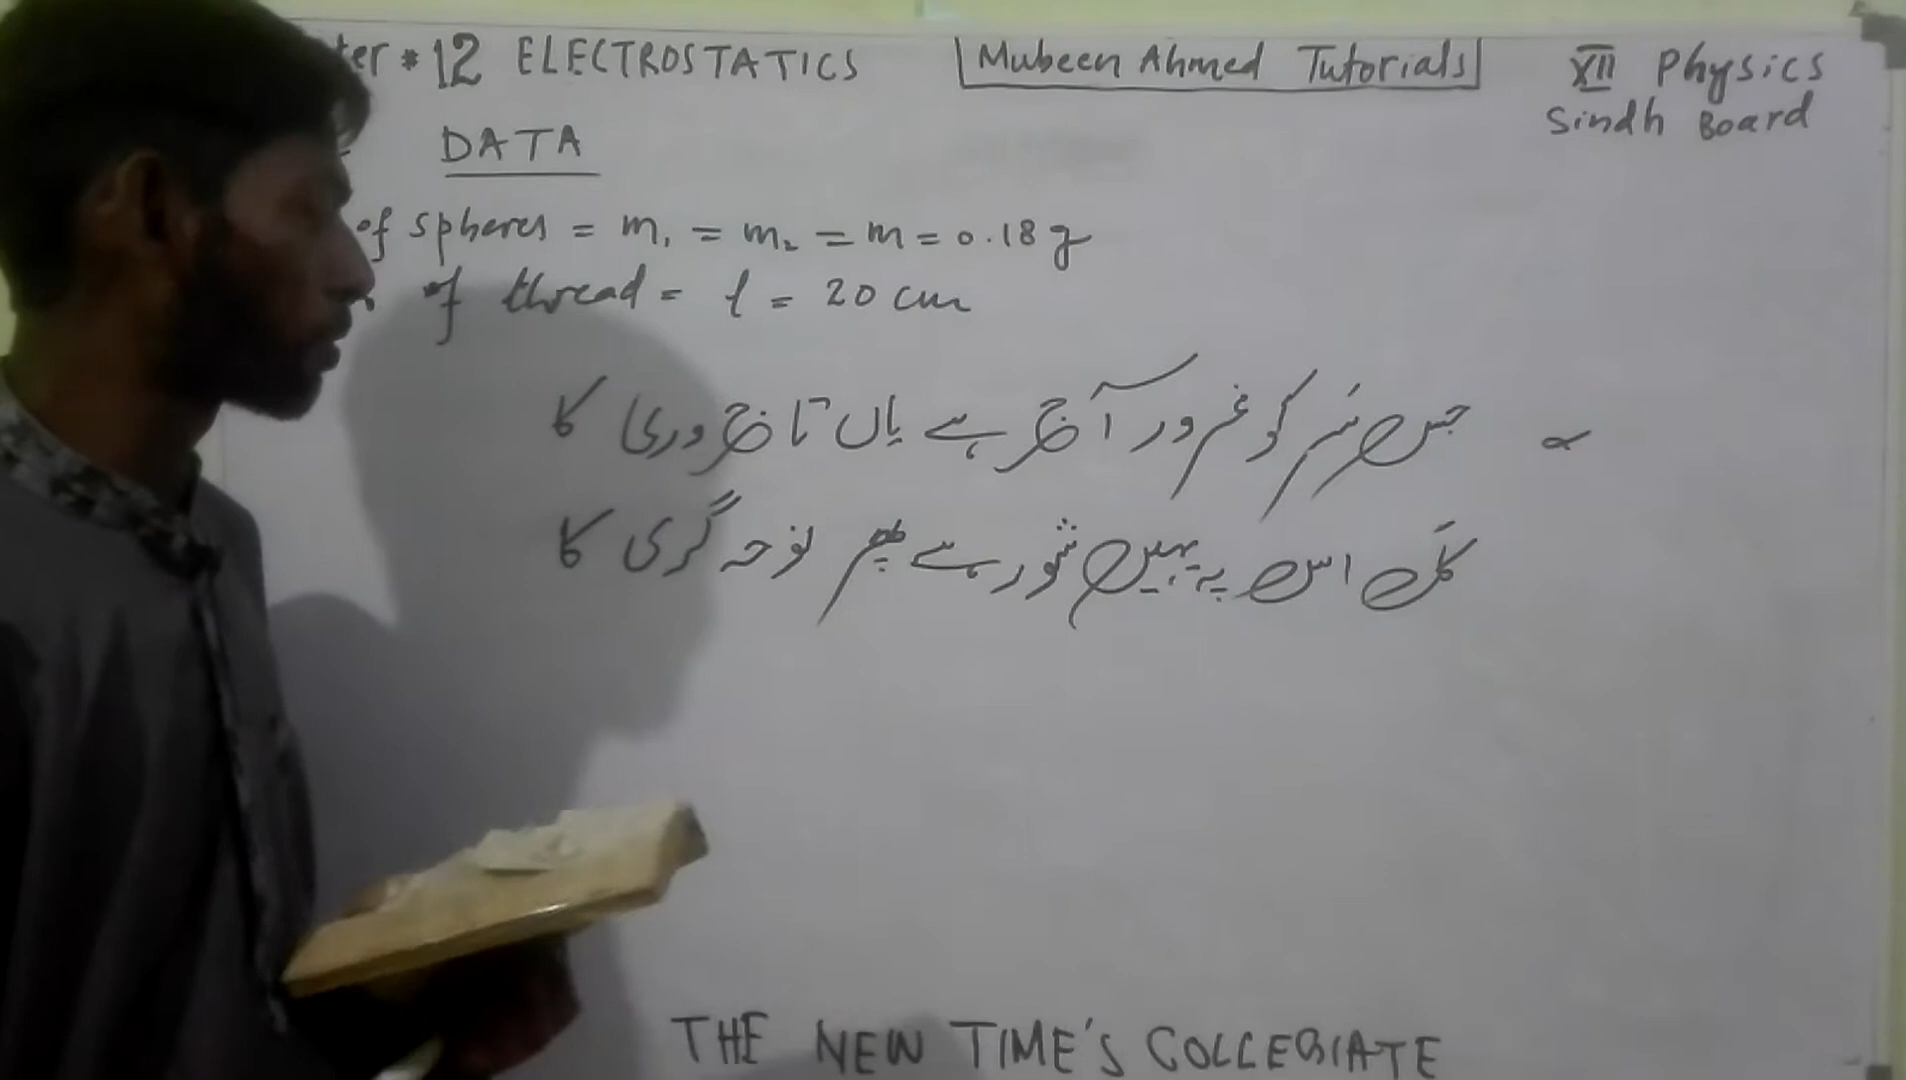 ter # 12 ELECTROSTATICS
Mubeen Ahmed Tutorials
XII Physics
Sindh Board
DATA
of spheres = m₁ = m₂ = m = 0.18 g
of thread = l = 20 cm
جس سَر کو غرور آج ہے یاں تاج وری کا
کَل اس پہ یہیں شور ہے پھر نوحہ گری کا
THE NEW TIME'S COLLEGIATE